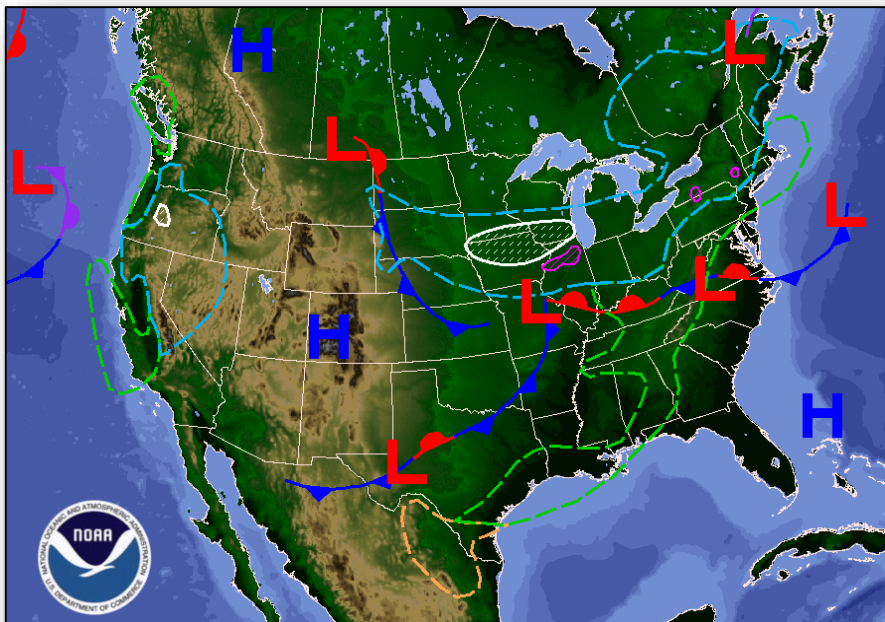 H
L
L
L
L
L
L
H
H
L
NATIONAL OCEANIC AND ATMOSPHERIC ADMINISTRATION
NOAA
U.S. DEPARTMENT OF COMMERCE